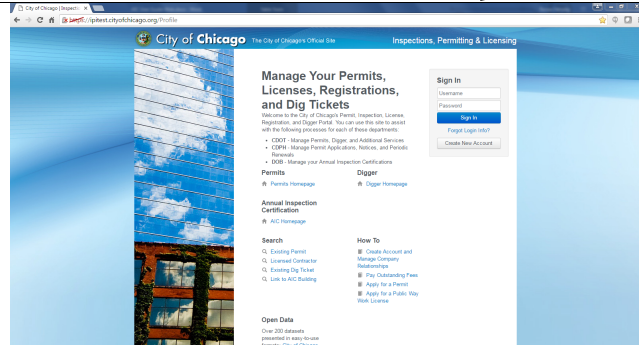 City of Chicago | Inspecti
https://ipitest.cityofchicago.org/Profile
City of Chicago The City of Chicago's Official Site
Inspections, Permitting & Licensing
Manage Your Permits,
Licenses, Registrations,
and Dig Tickets
Welcome to the City of Chicago's Permit, Inspection, License,
Registration, and Digger Portal. You can use this site to assist
with the following processes for each of these departments:
• CDOT - Manage Permits, Digger, and Additional Services
• CDPH - Manage Permit Applications, Notices, and Periodic
Renewals
• DOB - Manage your Annual Inspection Certifications
Sign In
Username
Password
Sign In
Forgot Login Info?
Create New Account
Permits
Permits Homepage
Digger
Digger Homepage
Annual Inspection
Certification
AIC Homepage
Search
Existing Permit
Licensed Contractor
Existing Dig Ticket
Link to AIC Building
How To
Create Account and
Manage Company
Relationships
Pay Outstanding Fees
Apply for a Permit
Apply for a Public Way
Work License
Open Data
Over 200 datasets
presented in easy-to-use